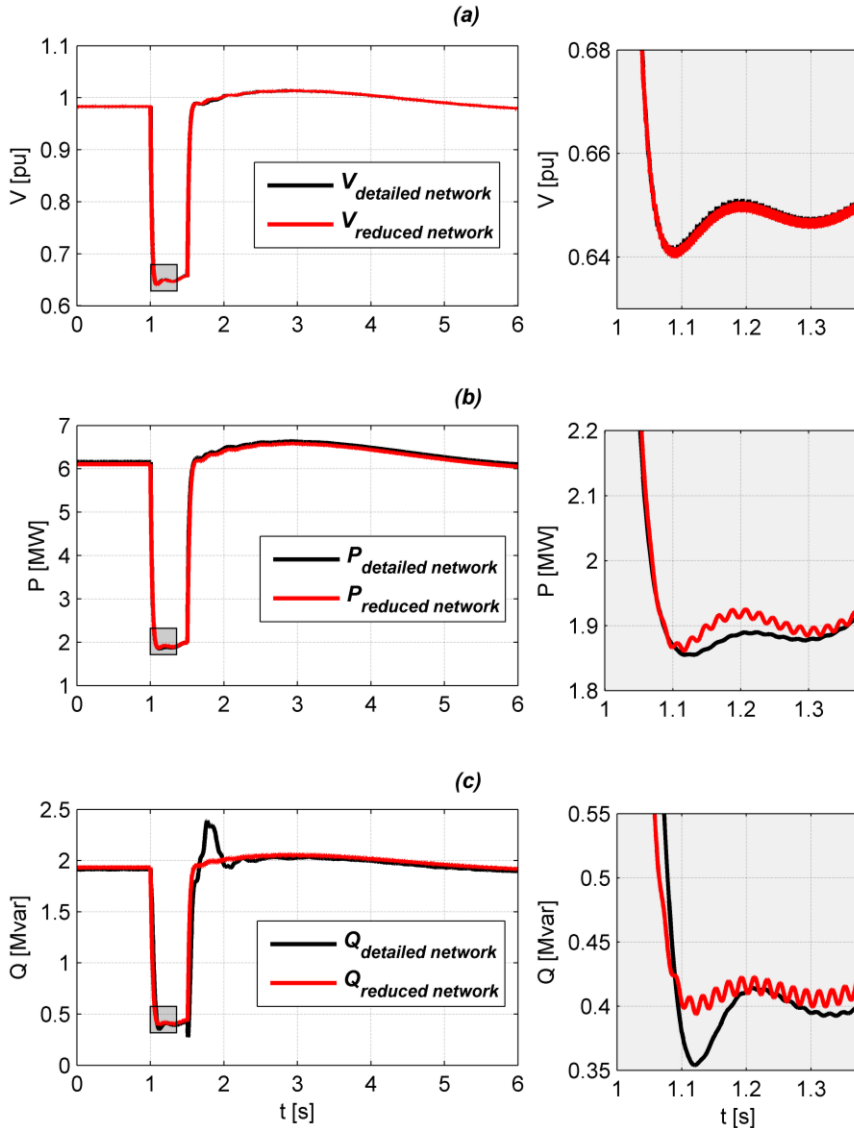 (a)
1.1
1
0.9
0.8
0.7
0.6
V [pu]
V detailed network
V reduced network
0 1 2 3 4 5 6
0.68
0.66
0.64
V [pu]
1 1.1 1.2 1.3
(b)
7
6
5
4
3
2
1
P [MW]
P detailed network
P reduced network
0 1 2 3 4 5 6
2.2
2.1
2
1.9
1.8
P [MW]
1 1.1 1.2 1.3
(c)
2.5
2
1.5
1
0.5
0
Q [Mvar]
Q detailed network
Q reduced network
0 1 2 3 4 5 6
t [s]
0.55
0.5
0.45
0.4
0.35
Q [Mvar]
1 1.1 1.2 1.3
t [s]